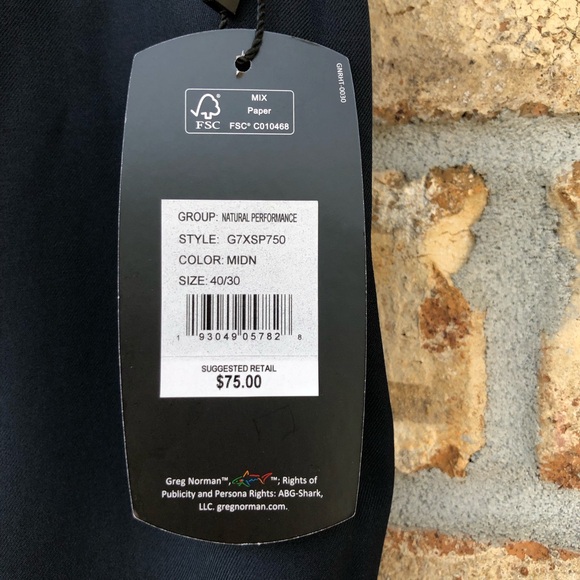 MIX
Paper
FSC
FSC® C010468
GNRHT-0030
GROUP: NATURAL PERFORMANCE
STYLE: G7XSP750
COLOR: MIDN
SIZE: 40/30
1 93049 05782 8
SUGGESTED RETAIL
$75.00
Greg Norman™, ™; Rights of
Publicity and Persona Rights: ABG-Shark,
LLC. gregnorman.com.